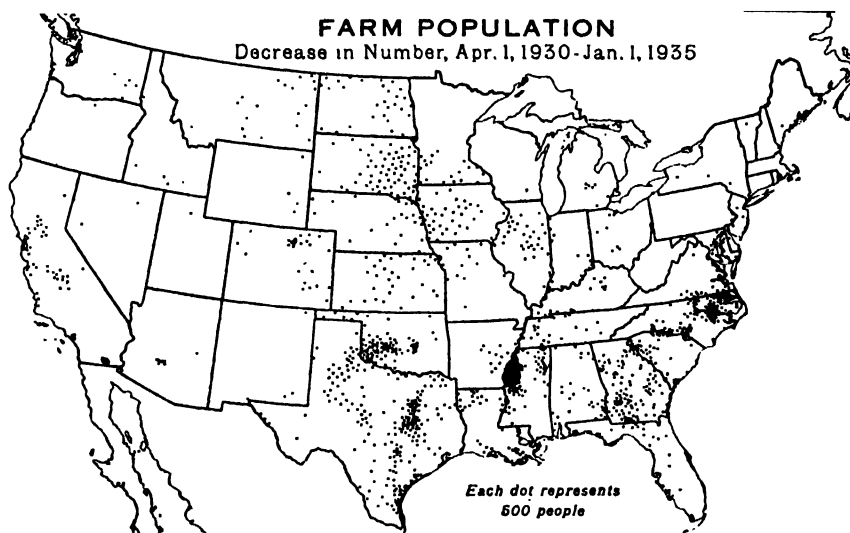 FARM POPULATION
Decrease in Number, Apr. 1, 1930-Jan. 1, 1935
Each dot represents
500 people